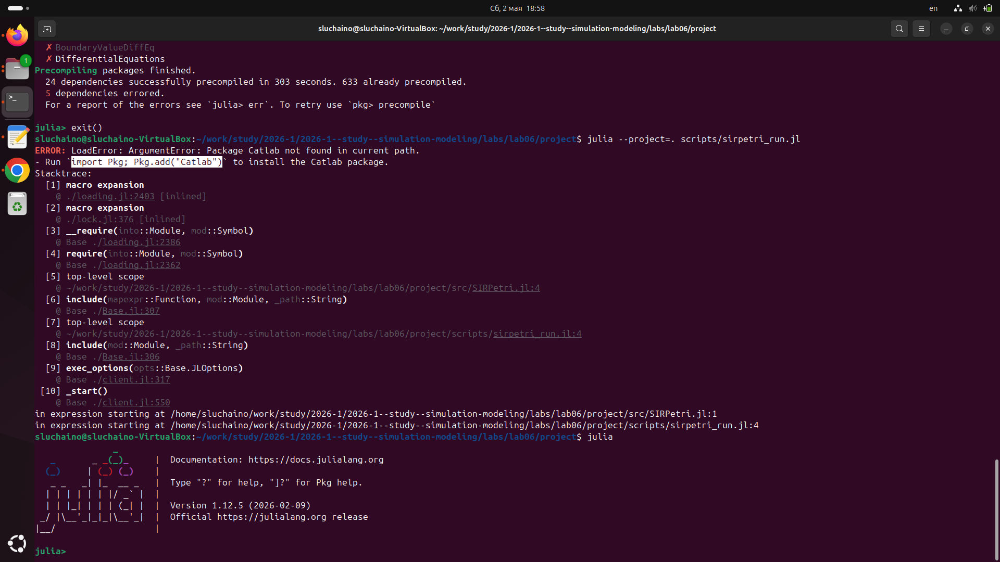 Сб, 2 мая 18:58
en
sluchaino@sluchaino-VirtualBox: ~/work/study/2026-1/2026-1--study--simulation-modeling/labs/lab06/project
1
✗ BoundaryValueDiffEq
✗ DifferentialEquations
Precompiling packages finished.
24 dependencies successfully precompiled in 303 seconds. 633 already precompiled.
5 dependencies errored.
For a report of the errors see `julia> err`. To retry use `pkg> precompile`
julia> exit()
sluchaino@sluchaino-VirtualBox:~/work/study/2026-1/2026-1--study--simulation-modeling/labs/lab06/project$ julia --project=. scripts/sirpetri_run.jl
ERROR: LoadError: ArgumentError: Package Catlab not found in current path.
- Run `import Pkg; Pkg.add("Catlab")` to install the Catlab package.
Stacktrace:
[1] macro expansion
@ ./loading.jl:2403 [inlined]
[2] macro expansion
@ ./lock.jl:376 [inlined]
[3] __require(into::Module, mod::Symbol)
@ Base ./loading.jl:2386
[4] require(into::Module, mod::Symbol)
@ Base ./loading.jl:2362
[5] top-level scope
@ ~/work/study/2026-1/2026-1--study--simulation-modeling/labs/lab06/project/src/SIRPetri.jl:4
[6] include(mapexpr::Function, mod::Module, _path::String)
@ Base ./Base.jl:307
[7] top-level scope
@ ~/work/study/2026-1/2026-1--study--simulation-modeling/labs/lab06/project/scripts/sirpetri_run.jl:4
[8] include(mod::Module, _path::String)
@ Base ./Base.jl:306
[9] exec_options(opts::Base.JLOptions)
@ Base ./client.jl:317
[10] _start()
@ Base ./client.jl:550
in expression starting at /home/sluchaino/work/study/2026-1/2026-1--study--simulation-modeling/labs/lab06/project/src/SIRPetri.jl:1
in expression starting at /home/sluchaino/work/study/2026-1/2026-1--study--simulation-modeling/labs/lab06/project/scripts/sirpetri_run.jl:4
sluchaino@sluchaino-VirtualBox:~/work/study/2026-1/2026-1--study--simulation-modeling/labs/lab06/project$ julia
Documentation: https://docs.julialang.org
Type "?" for help, "]?" for Pkg help.
Version 1.12.5 (2026-02-09)
Official https://julialang.org release
julia>